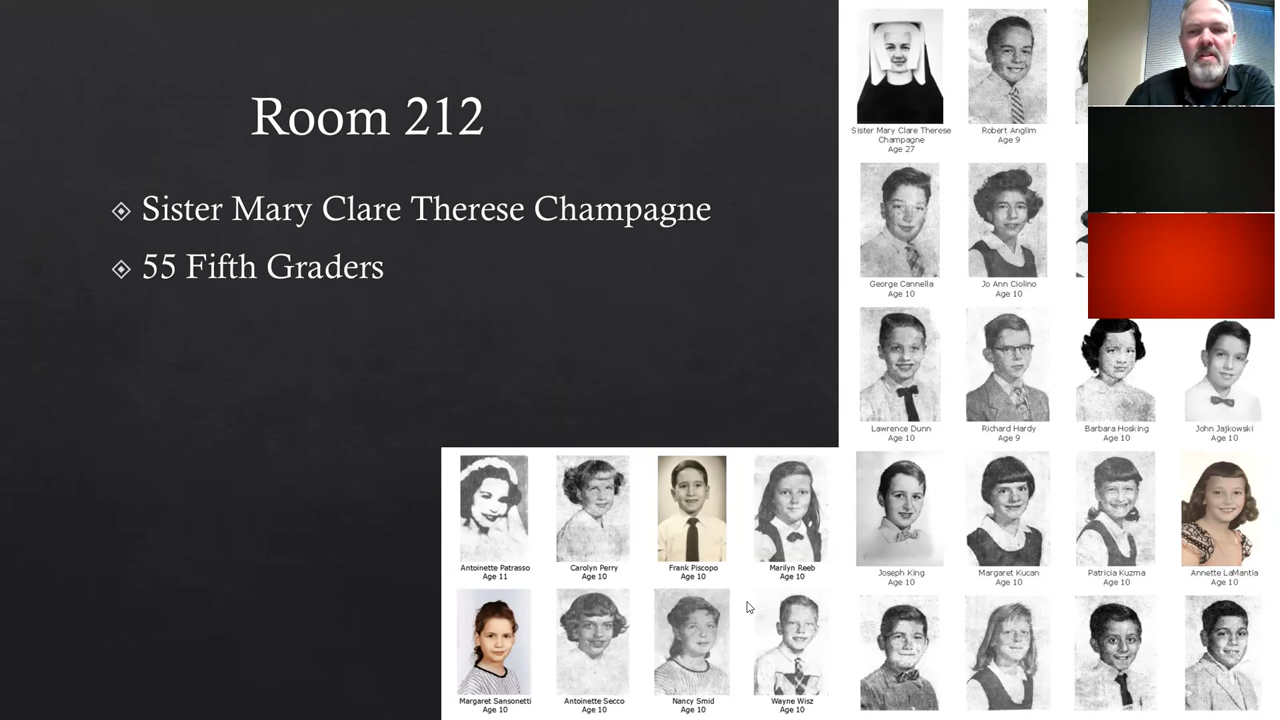 Room 212
Sister Mary Clare Therese Champagne
55 Fifth Graders
Sister Mary Clare Therese
Champagne
Age 27
Robert Anglim
Age 9
George Cannella
Age 10
Jo Ann Ciolino
Age 10
Lawrence Dunn
Age 10
Richard Hardy
Age 9
Barbara Hosking
Age 10
John Jajkowski
Age 10
Joseph King
Age 10
Margaret Kucan
Age 10
Patricia Kuzma
Age 10
Annette LaMantia
Age 10
Antoinette Patrasso
Age 11
Carolyn Perry
Age 10
Frank Piscopo
Age 10
Marilyn Reeb
Age 10
Margaret Sansonetti
Age 10
Antoinette Secco
Age 10
Nancy Smid
Age 10
Wayne Wisz
Age 10